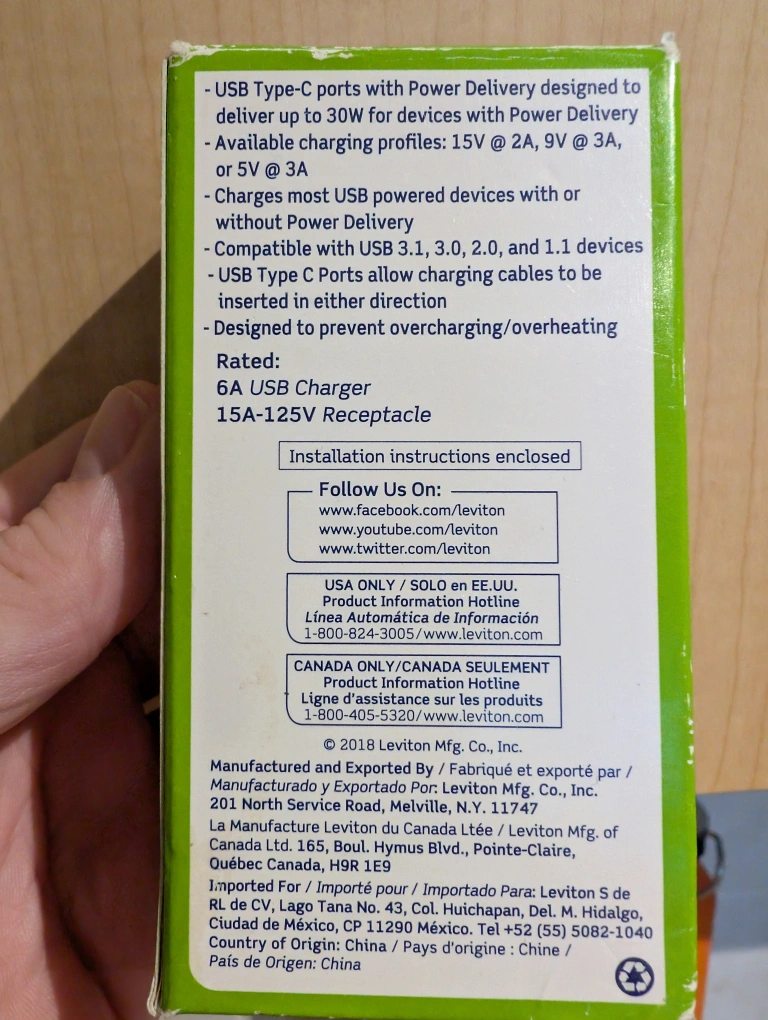 - USB Type-C ports with Power Delivery designed to
deliver up to 30W for devices with Power Delivery
- Available charging profiles: 15V @ 2A, 9V @ 3A,
or 5V @ 3A
- Charges most USB powered devices with or
without Power Delivery
- Compatible with USB 3.1, 3.0, 2.0, and 1.1 devices
- USB Type C Ports allow charging cables to be
inserted in either direction
- Designed to prevent overcharging/overheating
Rated:
6A USB Charger
15A-125V Receptacle
Installation instructions enclosed
Follow Us On:
www.facebook.com/leviton
www.youtube.com/leviton
www.twitter.com/leviton
USA ONLY / SOLO en EE.UU.
Product Information Hotline
Línea Automática de Información
1-800-824-3005/www.leviton.com
CANADA ONLY/CANADA SEULEMENT
Product Information Hotline
Ligne d'assistance sur les produits
1-800-405-5320/www.leviton.com
© 2018 Leviton Mfg. Co., Inc.
Manufactured and Exported By / Fabriqué et exporté par /
Manufacturado y Exportado Por: Leviton Mfg. Co., Inc.
201 North Service Road, Melville, N.Y. 11747
La Manufacture Leviton du Canada Ltée / Leviton Mfg. of
Canada Ltd. 165, Boul. Hymus Blvd., Pointe-Claire,
Québec Canada, H9R 1E9
Imported For / Importé pour / Importado Para: Leviton S de
RL de CV, Lago Tana No. 43, Col. Huichapan, Del. M. Hidalgo,
Ciudad de México, CP 11290 México. Tel +52 (55) 5082-1040
Country of Origin: China / Pays d'origine : Chine /
País de Origen: China